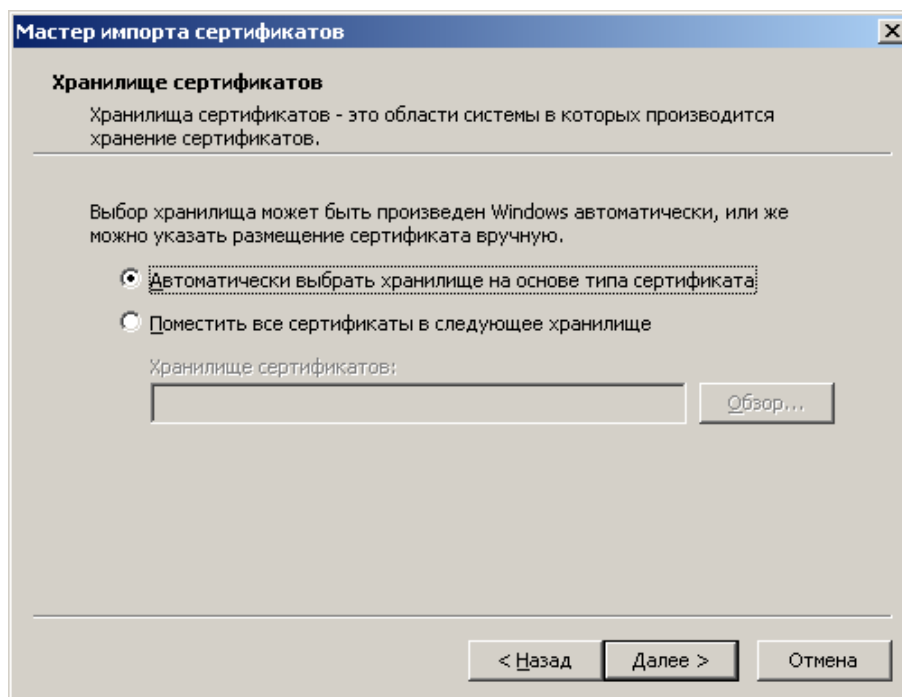 Мастер импорта сертификатов
Хранилище сертификатов
Хранилища сертификатов - это области системы в которых производится
хранение сертификатов.
Выбор хранилища может быть произведен Windows автоматически, или же
можно указать размещение сертификата вручную.
Автоматически выбрать хранилище на основе типа сертификата
Поместить все сертификаты в следующее хранилище
Хранилище сертификатов:
Обзор...
< Назад
Далее >
Отмена